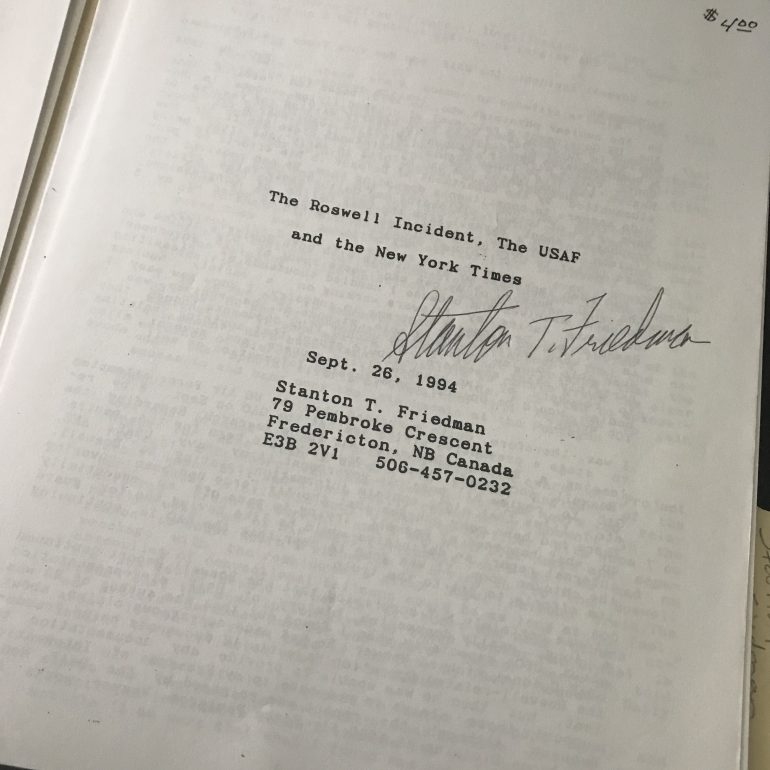 $4.00
The Roswell Incident, The USAF
and the New York Times
Stanton T. Friedman
Sept. 26, 1994
Stanton T. Friedman
79 Pembroke Crescent
Fredericton, NB Canada
E3B 2V1 506-457-0232